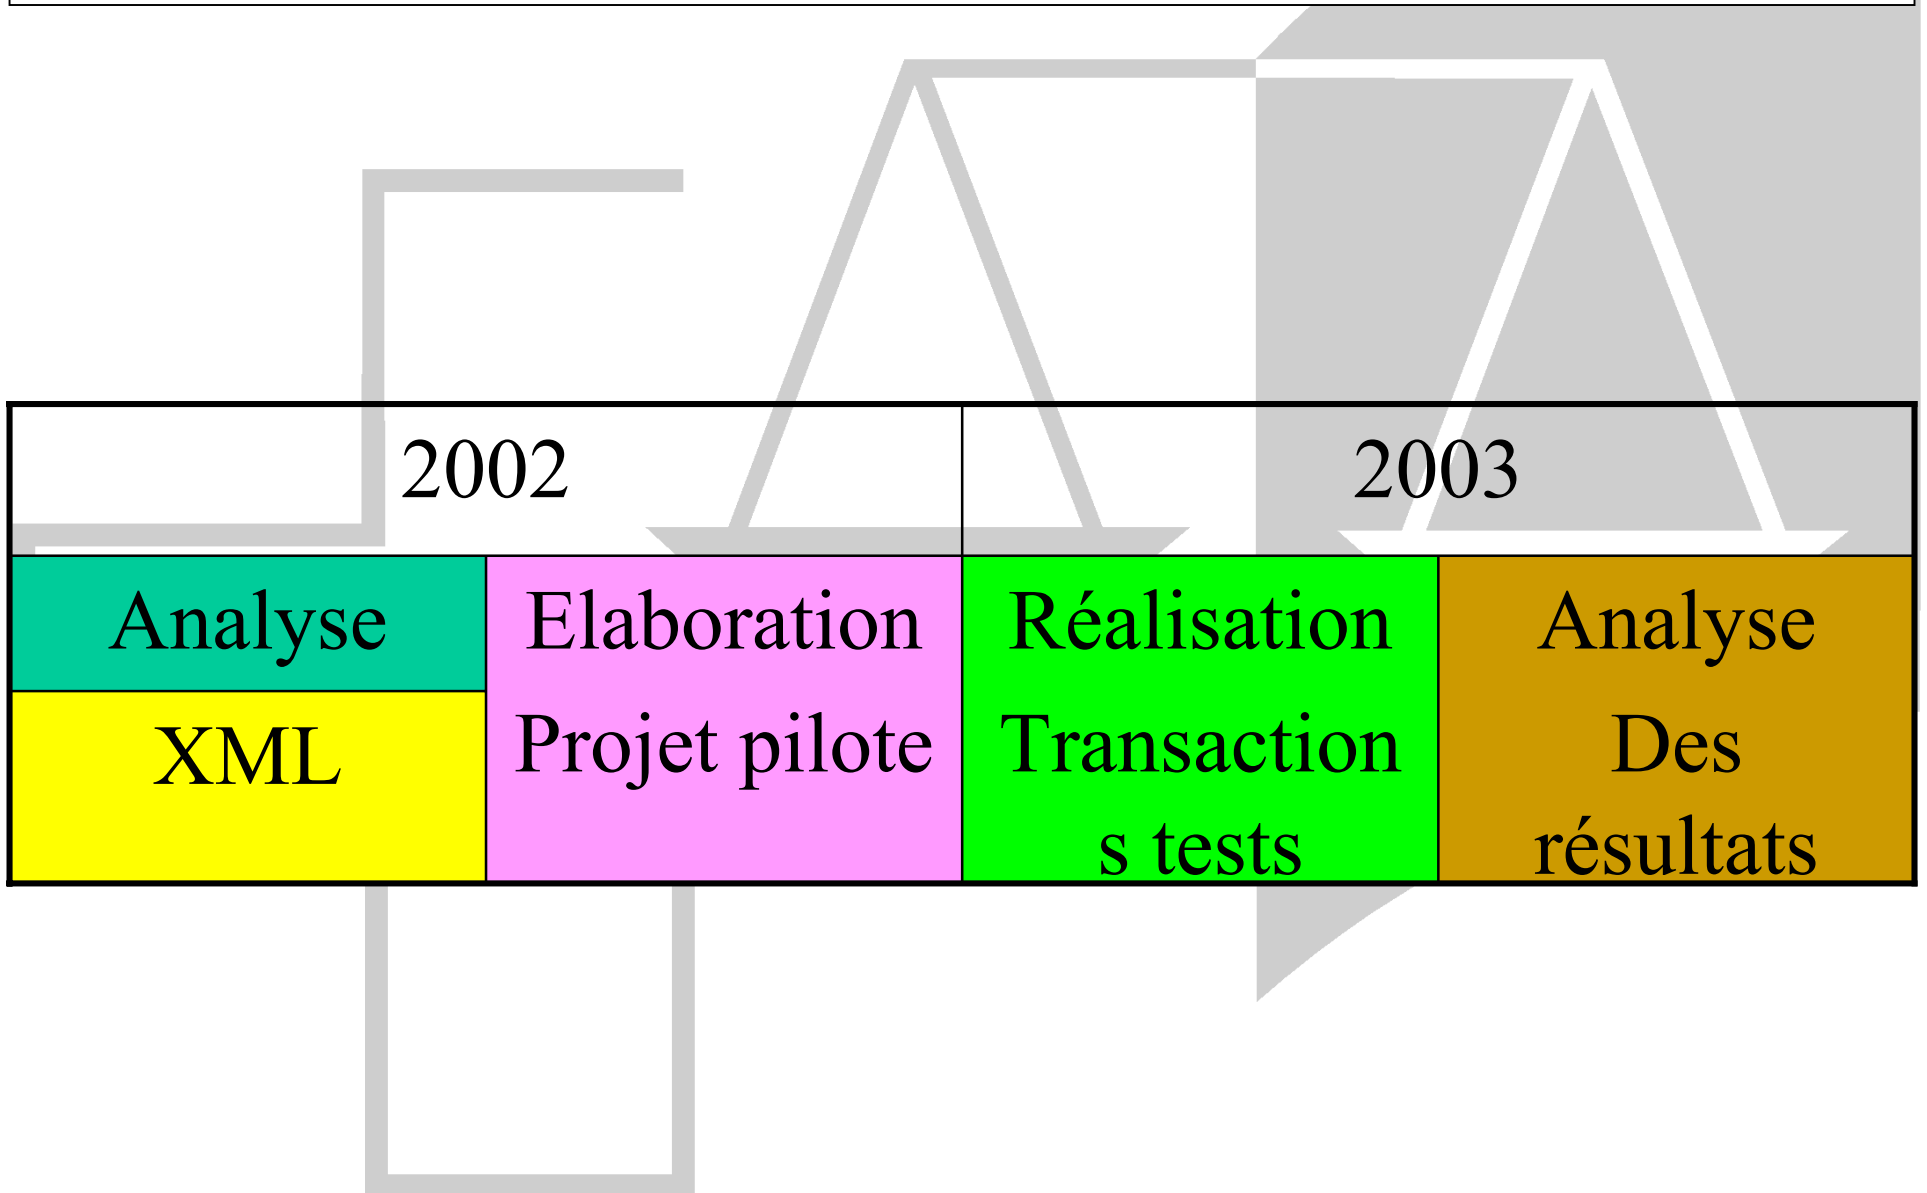 2002
2003
Analyse
XML
Elaboration
Projet pilote
Réalisation
Transaction
s tests
Analyse
Des
résultats